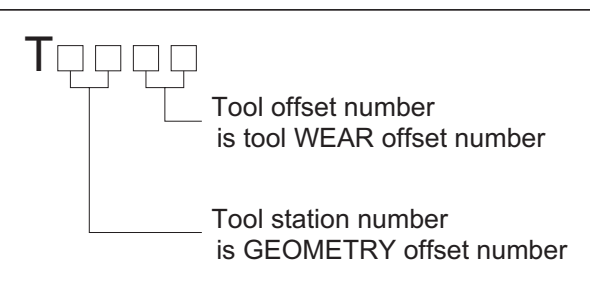 T□□□□
Tool offset number
is tool WEAR offset number
Tool station number
is GEOMETRY offset number